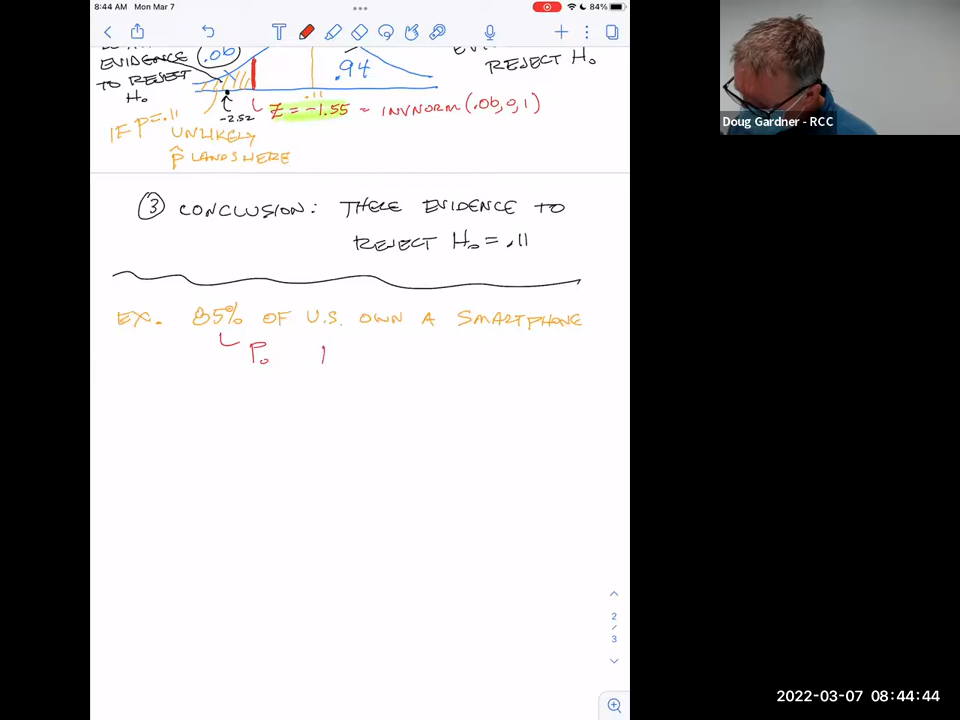 8:44 AM Mon Mar 7
84%
EVIDENCE
TO REJECT
H₀
.06
.94
REJECT H₀
-2.52
.11
Z = -1.55 = INVNORM(.06,0,1)
IF P=.11
UNLIKELY
p̂ LANDS HERE
③ CONCLUSION: THERE EVIDENCE TO
REJECT H₀ = .11
EX. 85% OF U.S. OWN A SMARTPHONE
P₀
2
/
3
Doug Gardner - RCC
2022-03-07 08:44:44